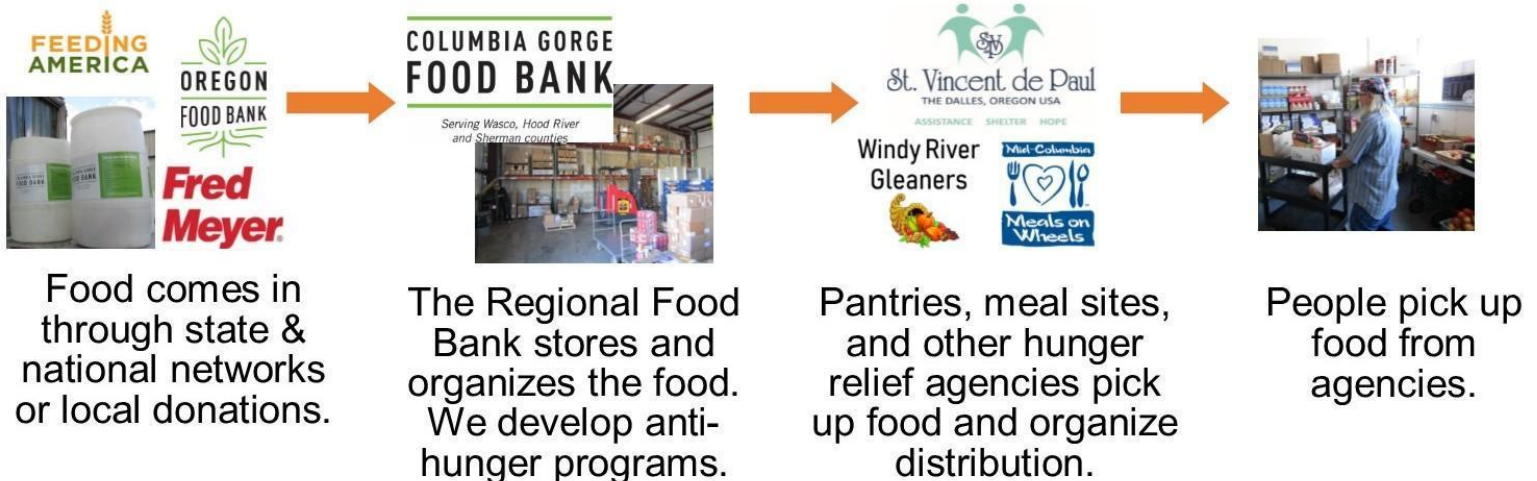 FEEDING
AMERICA
OREGON
FOOD BANK
Fred
Meyer
COLUMBIA GORGE
FOOD BANK
Serving Wasco, Hood River
and Sherman counties
SVP
St. Vincent de Paul
THE DALLES, OREGON USA
ASSISTANCE SHELTER HOPE
Windy River
Gleaners
Mid-Columbia
Meals on
Wheels
Food comes in
through state &
national networks
or local donations.
The Regional Food
Bank stores and
organizes the food.
We develop anti-
hunger programs.
Pantries, meal sites,
and other hunger
relief agencies pick
up food and organize
distribution.
People pick up
food from
agencies.